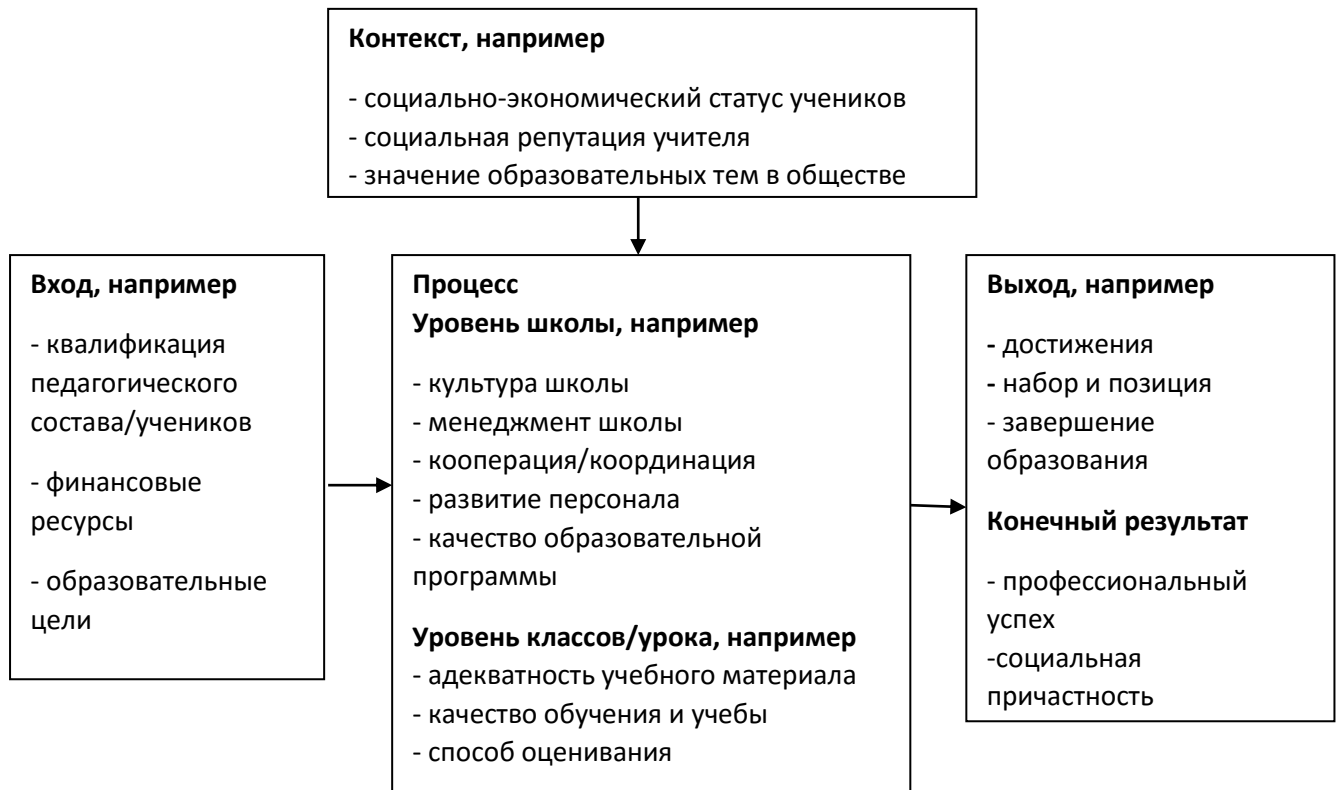 Контекст, например
- социально-экономический статус учеников
- социальная репутация учителя
- значение образовательных тем в обществе
Вход, например
- квалификация
педагогического
состава/учеников
- финансовые
ресурсы
- образовательные
цели
Процесс
Уровень школы, например
- культура школы
- менеджмент школы
- кооперация/координация
- развитие персонала
- качество образовательной
программы
Уровень классов/урока, например
- адекватность учебного материала
- качество обучения и учебы
- способ оценивания
Выход, например
- достижения
- набор и позиция
- завершение
образования
Конечный результат
- профессиональный
успех
-социальная
причастность